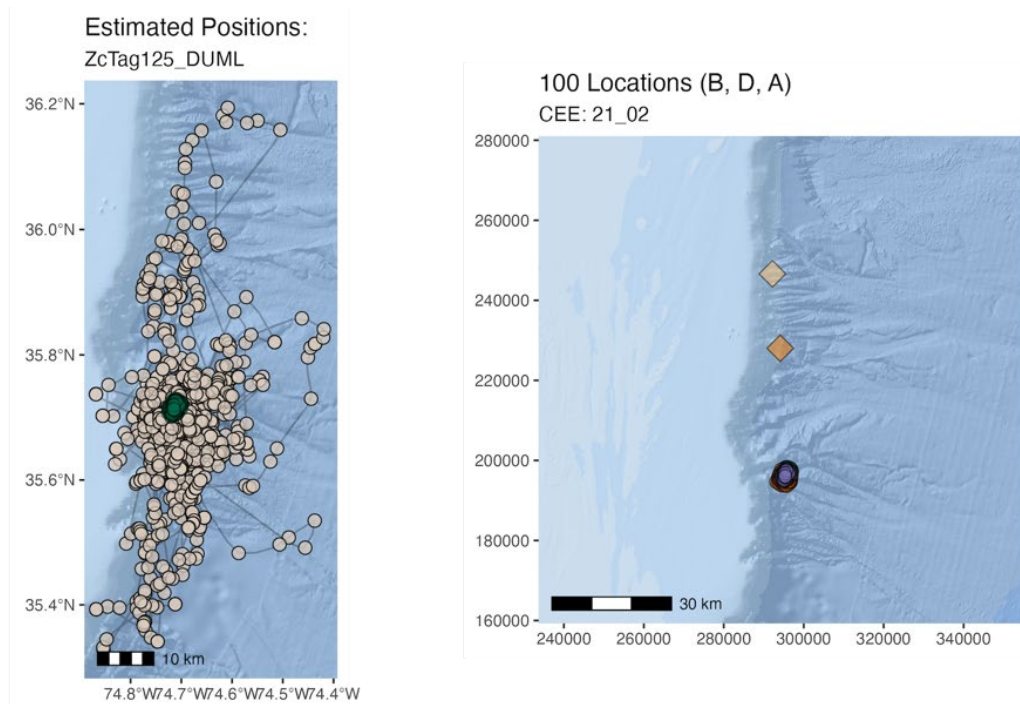 Estimated Positions:
ZcTag125_DUML
36.2°N
36.0°N
35.8°N
35.6°N
35.4°N
10 km
74.8°W74.7°W74.6°W74.5°W74.4°W
100 Locations (B, D, A)
CEE: 21_02
280000
260000
240000
220000
200000
180000
160000
30 km
240000 260000 280000 300000 320000 340000